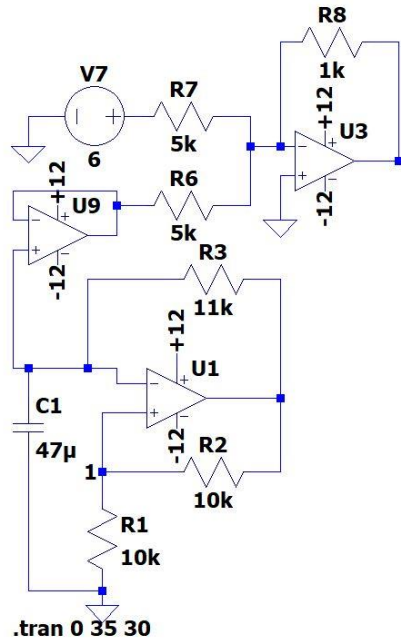 R8
1k
V7
R7
+12
U3
6
5k
+12
U9
R6
-12
5k
-12
R3
11k
+12
U1
C1
47µ
-12
R2
1
10k
R1
10k
.tran 0 35 30